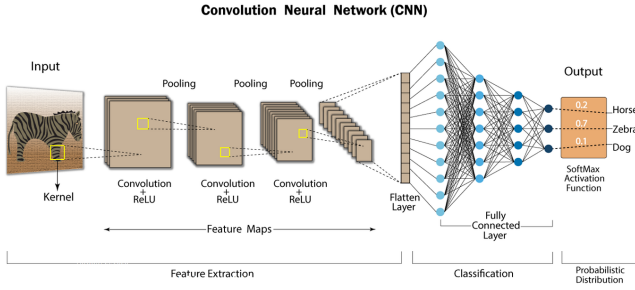 Convolution Neural Network (CNN)
Input
Output
Pooling
Pooling
Pooling
0.2
Horse
0.7
Zebra
0.1
Dog
Kernel
Convolution
+
ReLU
Convolution
+
ReLU
Convolution
+
ReLU
Flatten
Layer
SoftMax
Activation
Function
Feature Maps
Fully
Connected
Layer
Feature Extraction
Classification
Probabilistic
Distribution